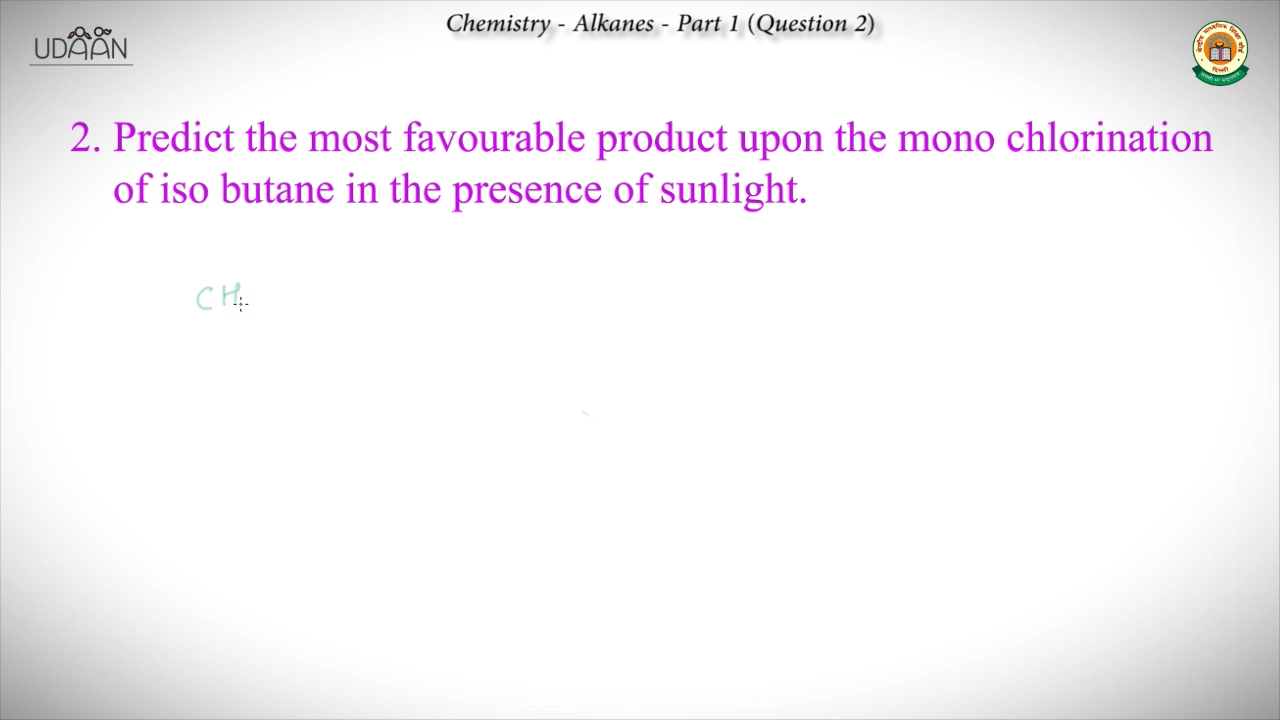 Chemistry - Alkanes - Part 1 (Question 2)
UDAAN
2. Predict the most favourable product upon the mono chlorination
of iso butane in the presence of sunlight.
CH